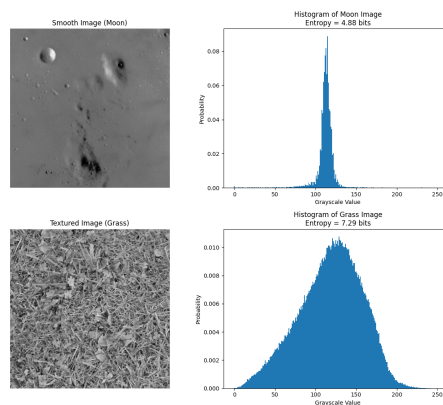 Smooth Image (Moon)
Histogram of Moon Image
Entropy = 4.88 bits
Probability
0.08
0.06
0.04
0.02
0.00
0
50
100
150
200
250
Grayscale Value
Textured Image (Grass)
Histogram of Grass Image
Entropy = 7.29 bits
Probability
0.010
0.008
0.006
0.004
0.002
0.000
0
50
100
150
200
250
Grayscale Value